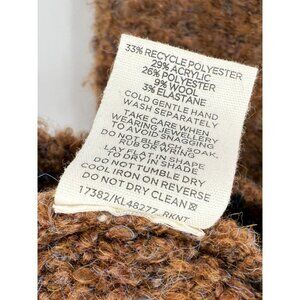 33% RECYCLE POLYESTER
29% ACRYLIC
26% POLYESTER
9% WOOL
3% ELASTANE
COLD GENTLE HAND
WASH SEPARATELY
TAKE CARE WHEN
WEARING JEWELLERY
TO AVOID SNAGGING
DO NOT BLEACH, SOAK,
RUB OR WRING
LAY FLAT IN SHAPE
TO DRY IN SHADE
DO NOT TUMBLE DRY
COOL IRON ON REVERSE
DO NOT DRY CLEAN
17382/KL48277 RKNT